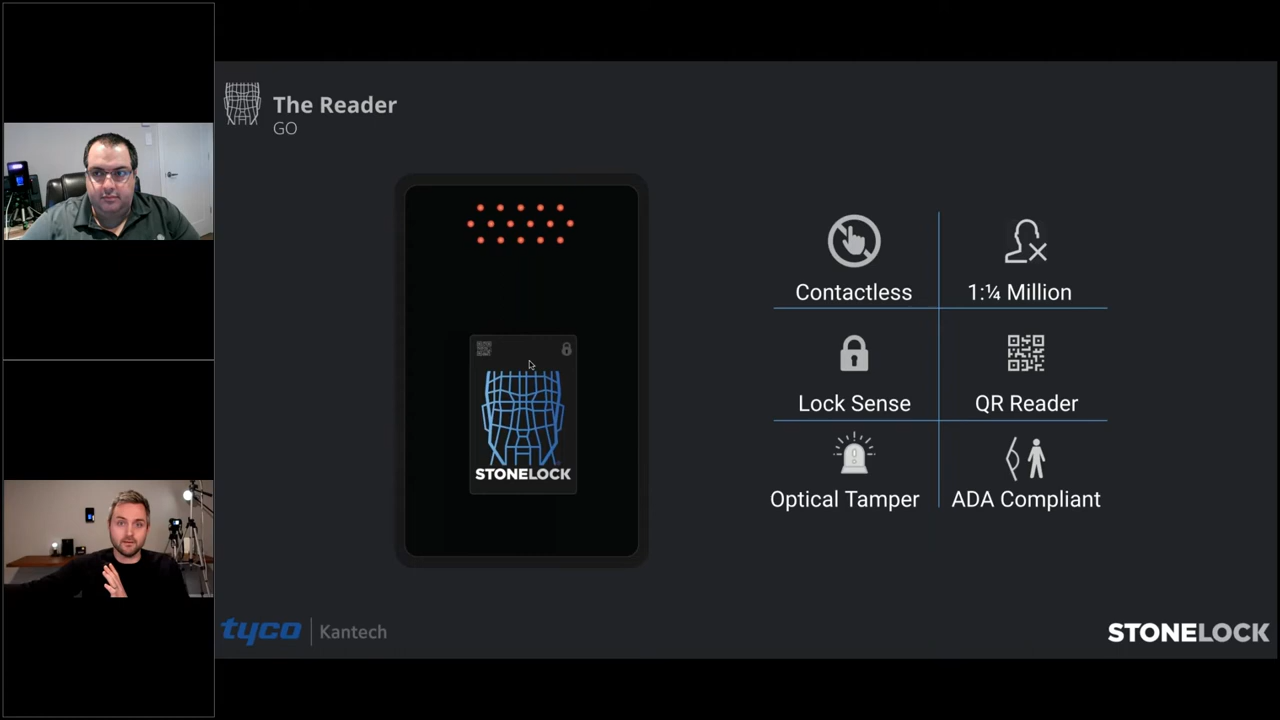 The Reader
GO
STONELOCK
Contactless
1:¼ Million
Lock Sense
QR Reader
Optical Tamper
ADA Compliant
tyco | Kantech
STONELOCK